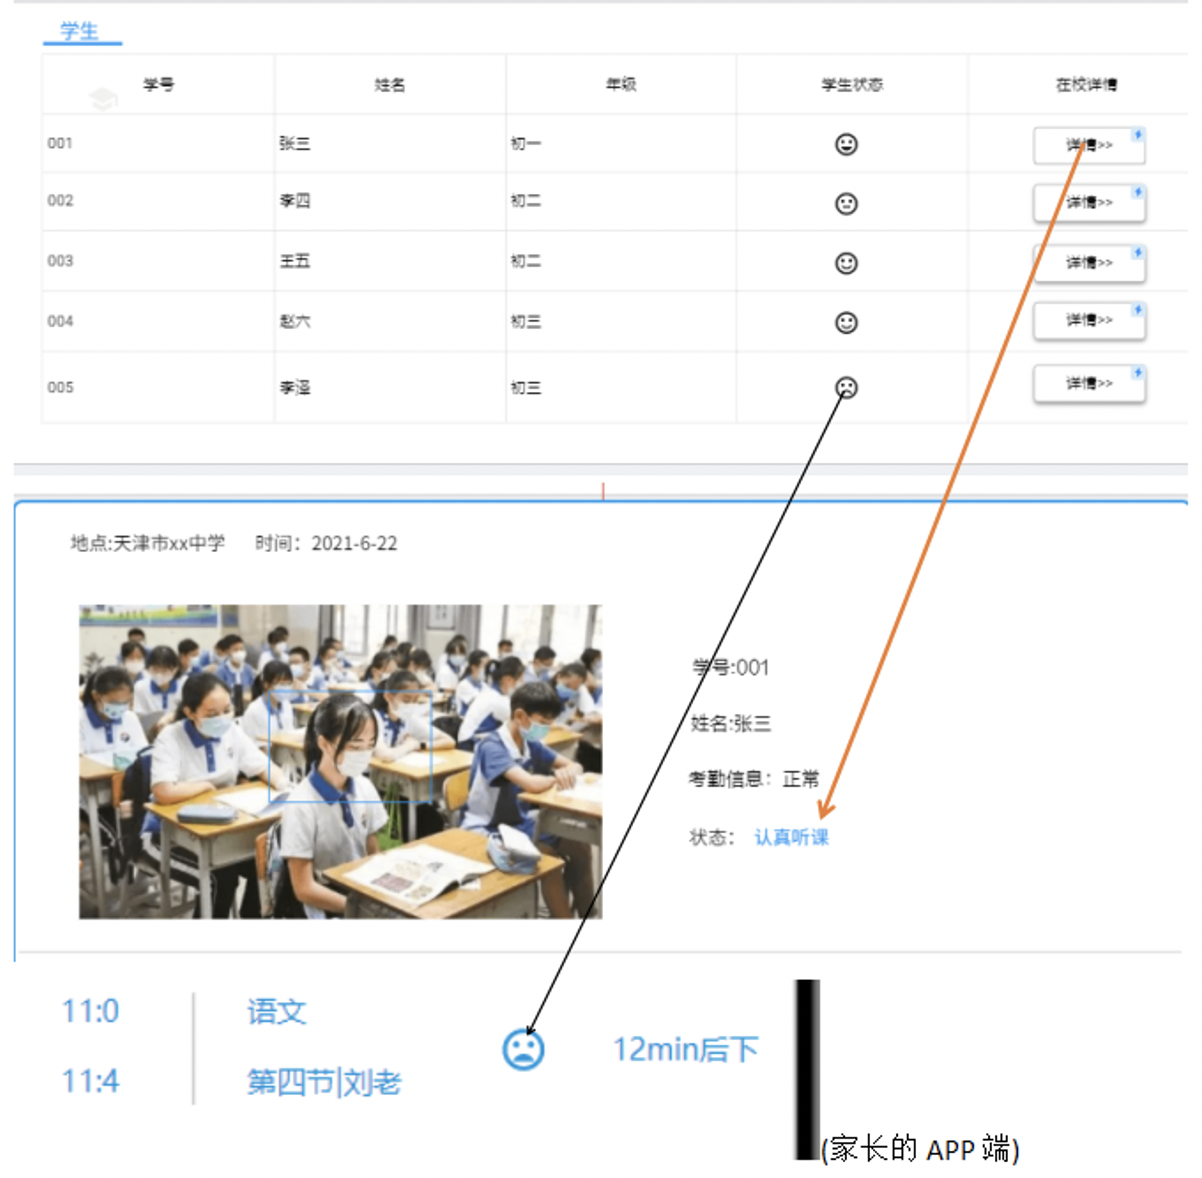 学生
学号 姓名 年级 学生状态 在校详情
001 张三 初一 详情>>
002 李四 初二 详情>>
003 王五 初二 详情>>
004 赵六 初三 详情>>
005 李泽 初三 详情>>
地点:天津市xx中学 时间：2021-6-22
学号:001
姓名:张三
考勤信息：正常
状态： 认真听课
11:0 语文
12min后下
11:4 第四节|刘老
(家长的 APP 端)